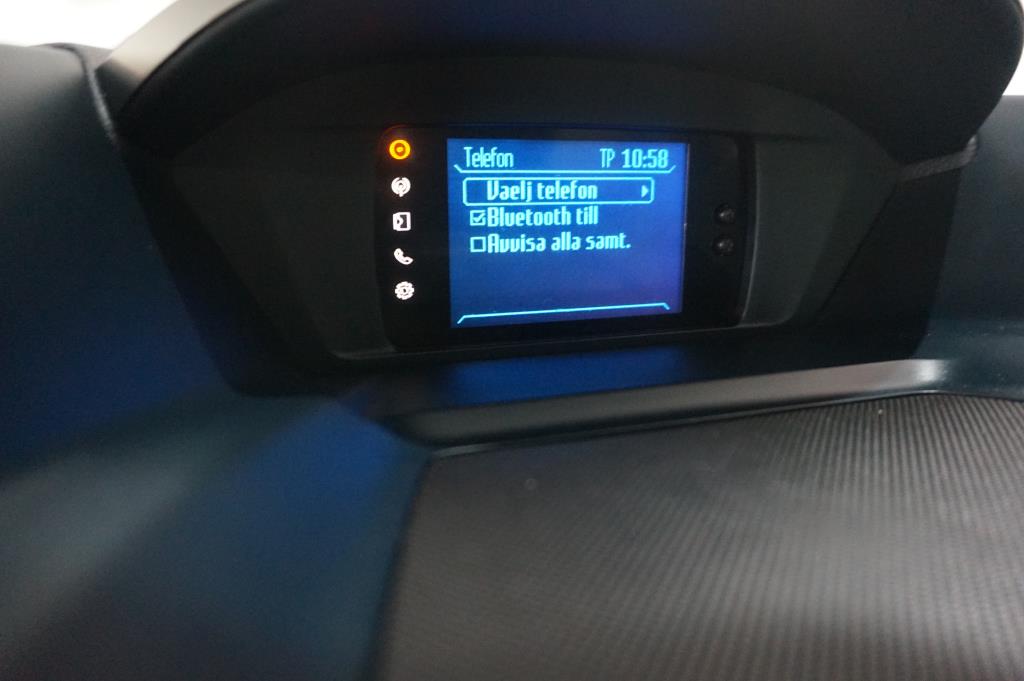 Telefon TP 10:58
Vaelj telefon
Bluetooth till
Avvisa alla samt.